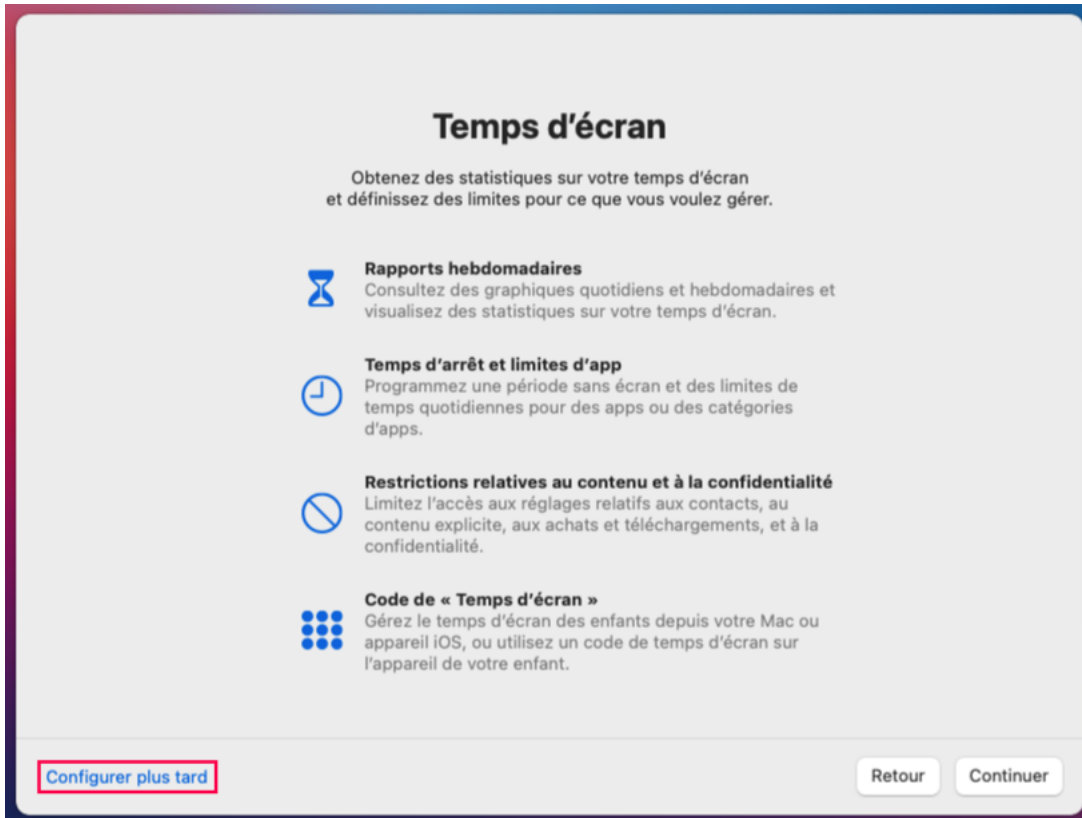 Temps d’écran
Obtenez des statistiques sur votre temps d’écran
et définissez des limites pour ce que vous voulez gérer.
Rapports hebdomadaires
Consultez des graphiques quotidiens et hebdomadaires et
visualisez des statistiques sur votre temps d’écran.
Temps d’arrêt et limites d’app
Programmez une période sans écran et des limites de
temps quotidiennes pour des apps ou des catégories
d’apps.
Restrictions relatives au contenu et à la confidentialité
Limitez l’accès aux réglages relatifs aux contacts, au
contenu explicite, aux achats et téléchargements, et à la
confidentialité.
Code de « Temps d’écran »
Gérez le temps d’écran des enfants depuis votre Mac ou
appareil iOS, ou utilisez un code de temps d’écran sur
l’appareil de votre enfant.
Configurer plus tard
Retour
Continuer